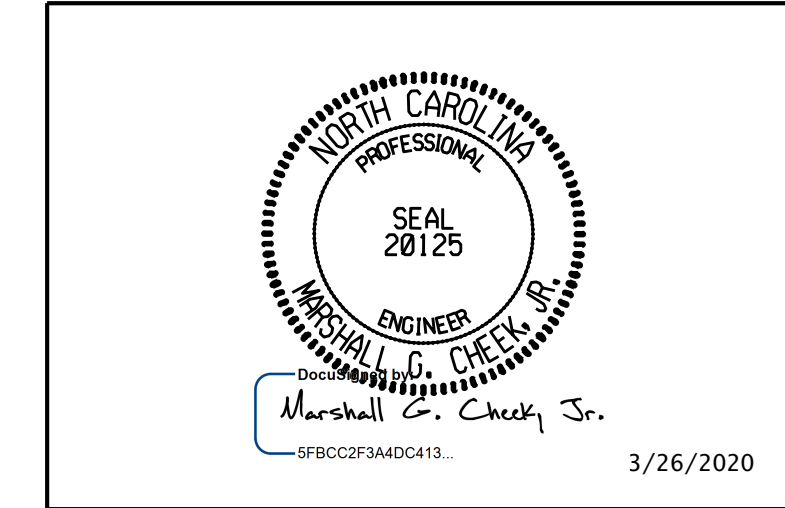 NORTH CAROLINA
PROFESSIONAL
SEAL
20125
ENGINEER
MARSHALL G. CHEEK, JR.
DocuSigned by:
Marshall G. Cheek, Jr.
5FBCC2F3A4DC413...
3/26/2020